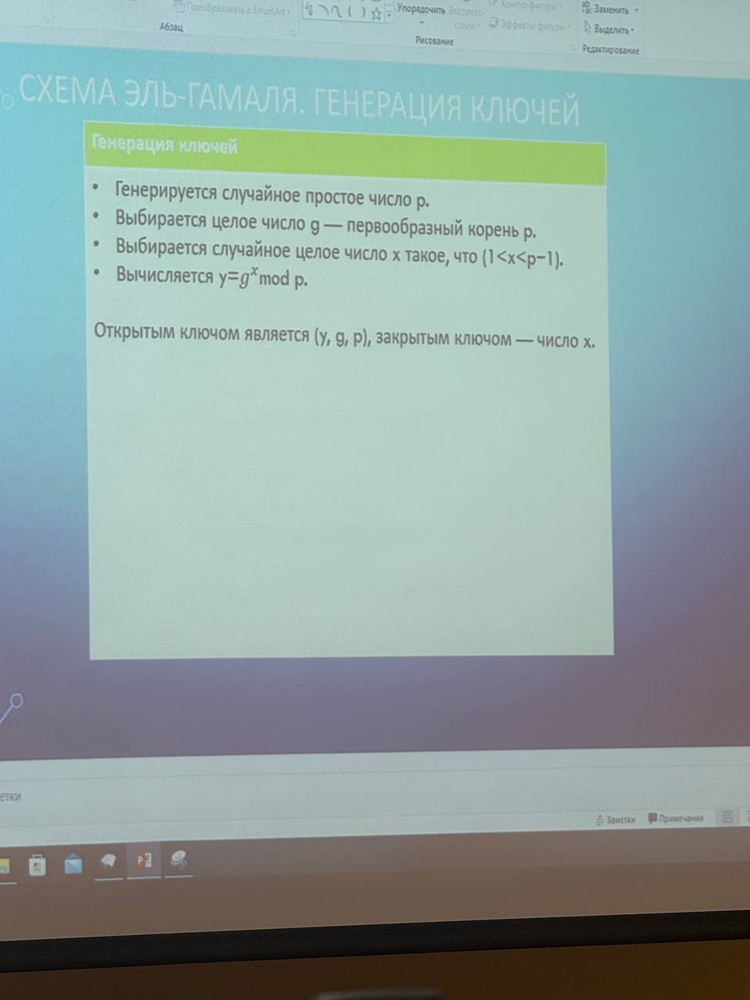 Преобразовать в SmartArt
Абзац
Упорядочить Экспресс-
стили
Рисование
Контур фигуры
Эффекты фигуры
Заменить
Выделить
Редактирование
СХЕМА ЭЛЬ-ГАМАЛЯ. ГЕНЕРАЦИЯ КЛЮЧЕЙ
Генерация ключей
• Генерируется случайное простое число p.
• Выбирается целое число g — первообразный корень p.
• Выбирается случайное целое число x такое, что (1<x<p−1).
• Вычисляется y=g^x mod p.
Открытым ключом является (y, g, p), закрытым ключом — число x.
етки
Заметки Примечания